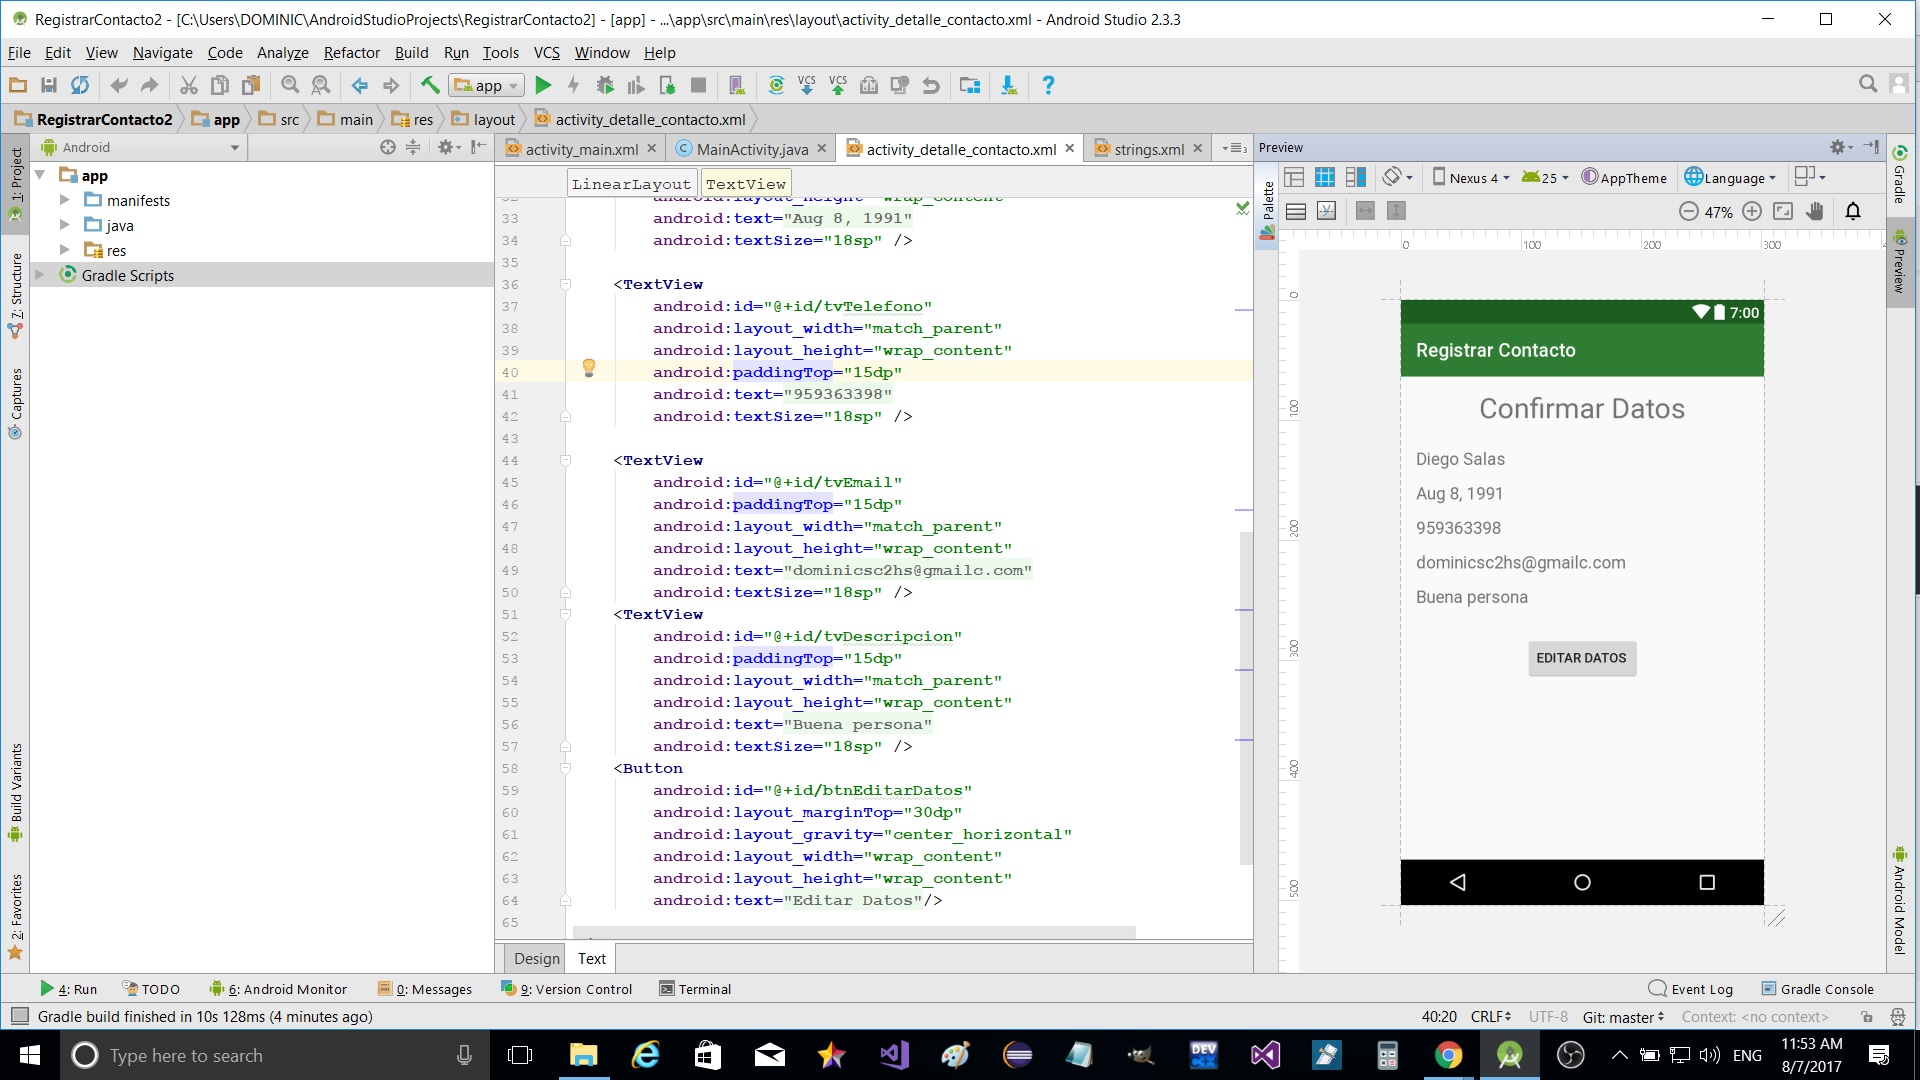 RegistrarContacto2 - [C:\Users\DOMINIC\AndroidStudioProjects\RegistrarContacto2] - [app] - ...\app\src\main\res\layout\activity_detalle_contacto.xml - Android Studio 2.3.3
File Edit View Navigate Code Analyze Refactor Build Run Tools VCS Window Help
app
VCS VCS
RegistrarContacto2 app src main res layout activity_detalle_contacto.xml
1: Project
7: Structure
Captures
Build Variants
2: Favorites
Android
app
manifests
java
res
Gradle Scripts
activity_main.xml MainActivity.java activity_detalle_contacto.xml strings.xml
LinearLayout TextView
32 android:layout_height="wrap_content"
33 android:text="Aug 8, 1991"
34 android:textSize="18sp" />
35
36 <TextView
37 android:id="@+id/tvTelefono"
38 android:layout_width="match_parent"
39 android:layout_height="wrap_content"
40 android:paddingTop="15dp"
41 android:text="959363398"
42 android:textSize="18sp" />
43
44 <TextView
45 android:id="@+id/tvEmail"
46 android:paddingTop="15dp"
47 android:layout_width="match_parent"
48 android:layout_height="wrap_content"
49 android:text="dominicsc2hs@gmailc.com"
50 android:textSize="18sp" />
51 <TextView
52 android:id="@+id/tvDescripcion"
53 android:paddingTop="15dp"
54 android:layout_width="match_parent"
55 android:layout_height="wrap_content"
56 android:text="Buena persona"
57 android:textSize="18sp" />
58 <Button
59 android:id="@+id/btnEditarDatos"
60 android:layout_marginTop="30dp"
61 android:layout_gravity="center_horizontal"
62 android:layout_width="wrap_content"
63 android:layout_height="wrap_content"
64 android:text="Editar Datos"/>
65
Design Text
Preview
Palette
Nexus 4 25 AppTheme Language
47%
0 100 200 300
0
100
200
300
400
500
7:00
Registrar Contacto
Confirmar Datos
Diego Salas
Aug 8, 1991
959363398
dominicsc2hs@gmailc.com
Buena persona
EDITAR DATOS
Gradle
Preview
Android Model
4: Run TODO 6: Android Monitor 0: Messages 9: Version Control Terminal Event Log Gradle Console
Gradle build finished in 10s 128ms (4 minutes ago) 40:20 CRLF UTF-8 Git: master Context: <no context>
Type here to search
DEV
ENG
11:53 AM
8/7/2017